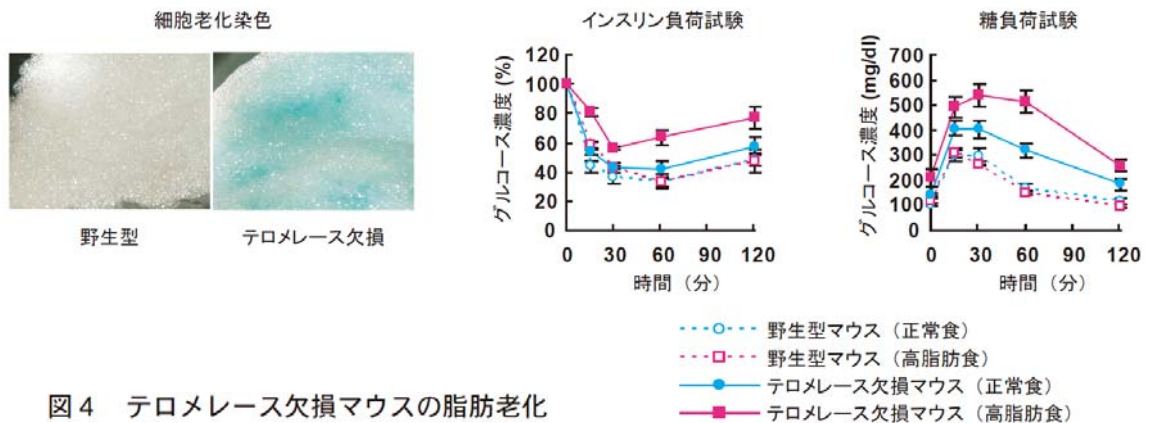 細胞老化染色
野生型
テロメレース欠損
インスリン負荷試験
グルコース濃度 (%)
120
100
80
60
40
20
0
0 30 60 90 120
時間（分）
糖負荷試験
グルコース濃度 (mg/dl)
700
600
500
400
300
200
100
0
0 30 60 90 120
時間（分）
野生型マウス（正常食）
野生型マウス（高脂肪食）
テロメレース欠損マウス（正常食）
テロメレース欠損マウス（高脂肪食）
図4 テロメレース欠損マウスの脂肪老化